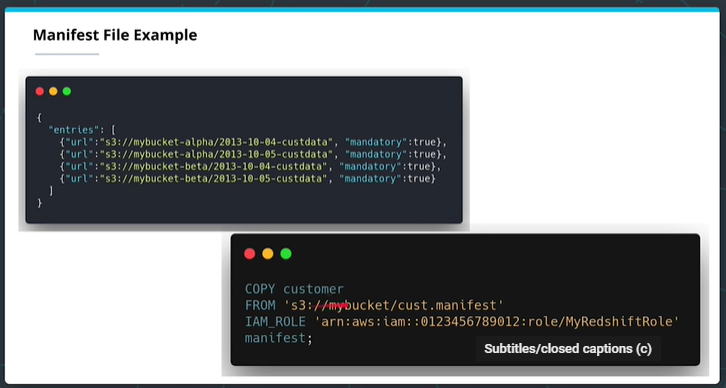 Manifest File Example
{
"entries": [
{"url":"s3://mybucket-alpha/2013-10-04-custdata", "mandatory":true},
{"url":"s3://mybucket-alpha/2013-10-05-custdata", "mandatory":true},
{"url":"s3://mybucket-beta/2013-10-04-custdata", "mandatory":true},
{"url":"s3://mybucket-beta/2013-10-05-custdata", "mandatory":true}
]
}
COPY customer
FROM 's3://mybucket/cust.manifest'
IAM_ROLE 'arn:aws:iam::0123456789012:role/MyRedshiftRole'
manifest;
Subtitles/closed captions (c)